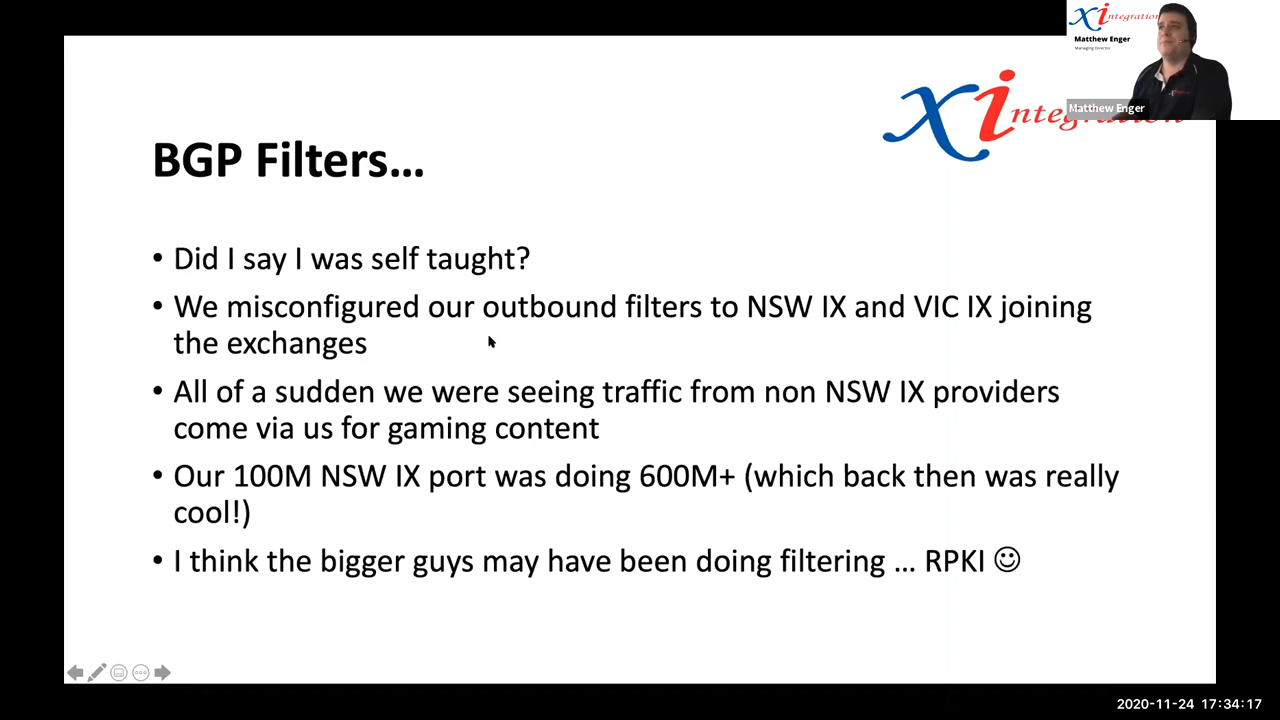 xintegration
Matthew Enger
Managing Director
Matthew Enger
xintegration
BGP Filters...
• Did I say I was self taught?
• We misconfigured our outbound filters to NSW IX and VIC IX joining
the exchanges
• All of a sudden we were seeing traffic from non NSW IX providers
come via us for gaming content
• Our 100M NSW IX port was doing 600M+ (which back then was really
cool!)
• I think the bigger guys may have been doing filtering ... RPKI ☺
2020-11-24 17:34:17